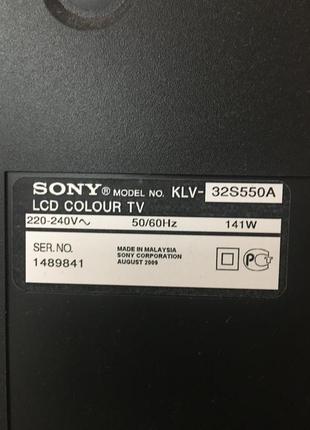 SONY® MODEL NO. KLV-32S550A
LCD COLOUR TV
220-240V~ 50/60Hz 141W
SER.NO. MADE IN MALAYSIA
SONY CORPORATION
1489841 AUGUST 2009